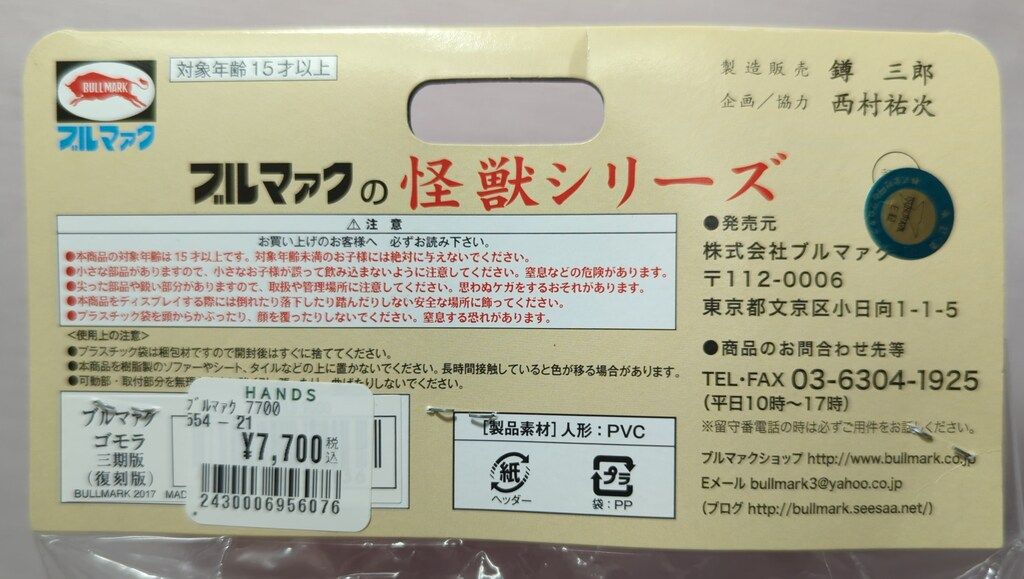 BULLMARK
ブルマァク
対象年齢15才以上
製造販売 鐏 三郎
企画／協力 西村祐次
ブルマァクの怪獣シリーズ
⚠注 意
お買い上げのお客様へ 必ずお読み下さい。
●本商品の対象年齢は15才以上です。対象年齢未満のお子様には絶対に与えないでください。
●小さな部品がありますので、小さなお子様が誤って飲み込まないように注意してください。窒息などの危険があります。
●尖った部品や鋭い部分がありますので、取扱や管理場所に注意してください。思わぬケガをするおそれがあります。
●本商品をディスプレイする際には倒れたり落下したり踏んだりしない安全な場所に飾ってください。
●プラスチック袋を頭からかぶったり、顔を覆ったりしないでください。窒息する恐れがあります。
<使用上の注意>
●プラスチック袋は梱包材ですので開封後はすぐに捨ててください。
●本商品を樹脂製のソファーやシート、タイルなどの上に置かないでください。長時間接触していると色が移る場合があります。
●可動部・取付部分を無理 曲げたりしないでください。
ブルマァク
ゴモラ
三期版
(復刻版)
BULLMARK 2017 MAD
HANDS
ブルマァク 7700
554 - 21
¥7,700税込
2430006956076
[製品素材] 人形：PVC
紙
ヘッダー
プラ
袋：PP
●発売元
株式会社ブルマァク
〒112-0006
東京都文京区小日向1-1-5
●商品のお問合わせ先等
TEL・FAX 03-6304-1925
(平日10時〜17時)
※留守番電話の時は必ずご用件をお話しください。
ブルマァクショップ http://www.bullmark.co.jp
Eメール bullmark3@yahoo.co.jp
(ブログ http://bullmark.seesaa.net/)